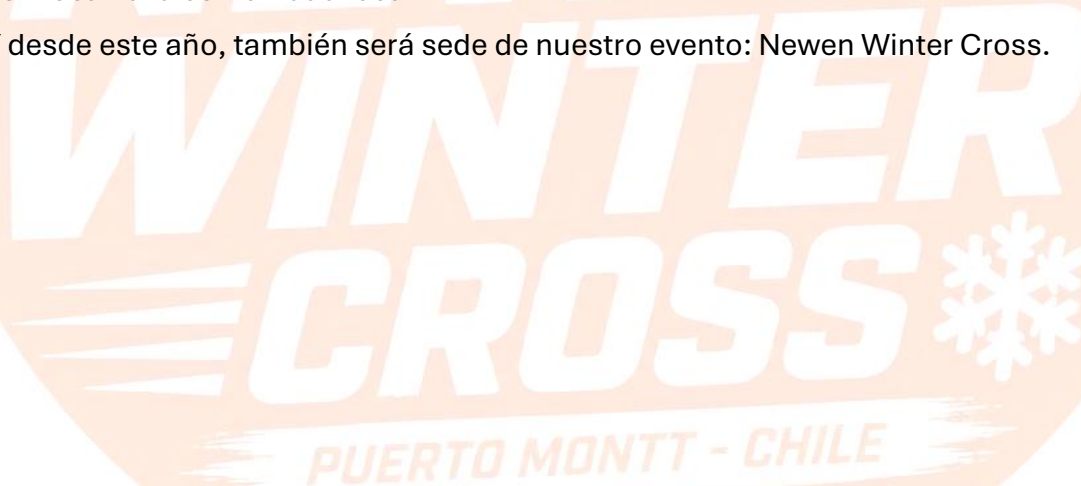 desde este año, también será sede de nuestro evento: Newen Winter Cross.
WINTER
CROSS
PUERTO MONTT - CHILE